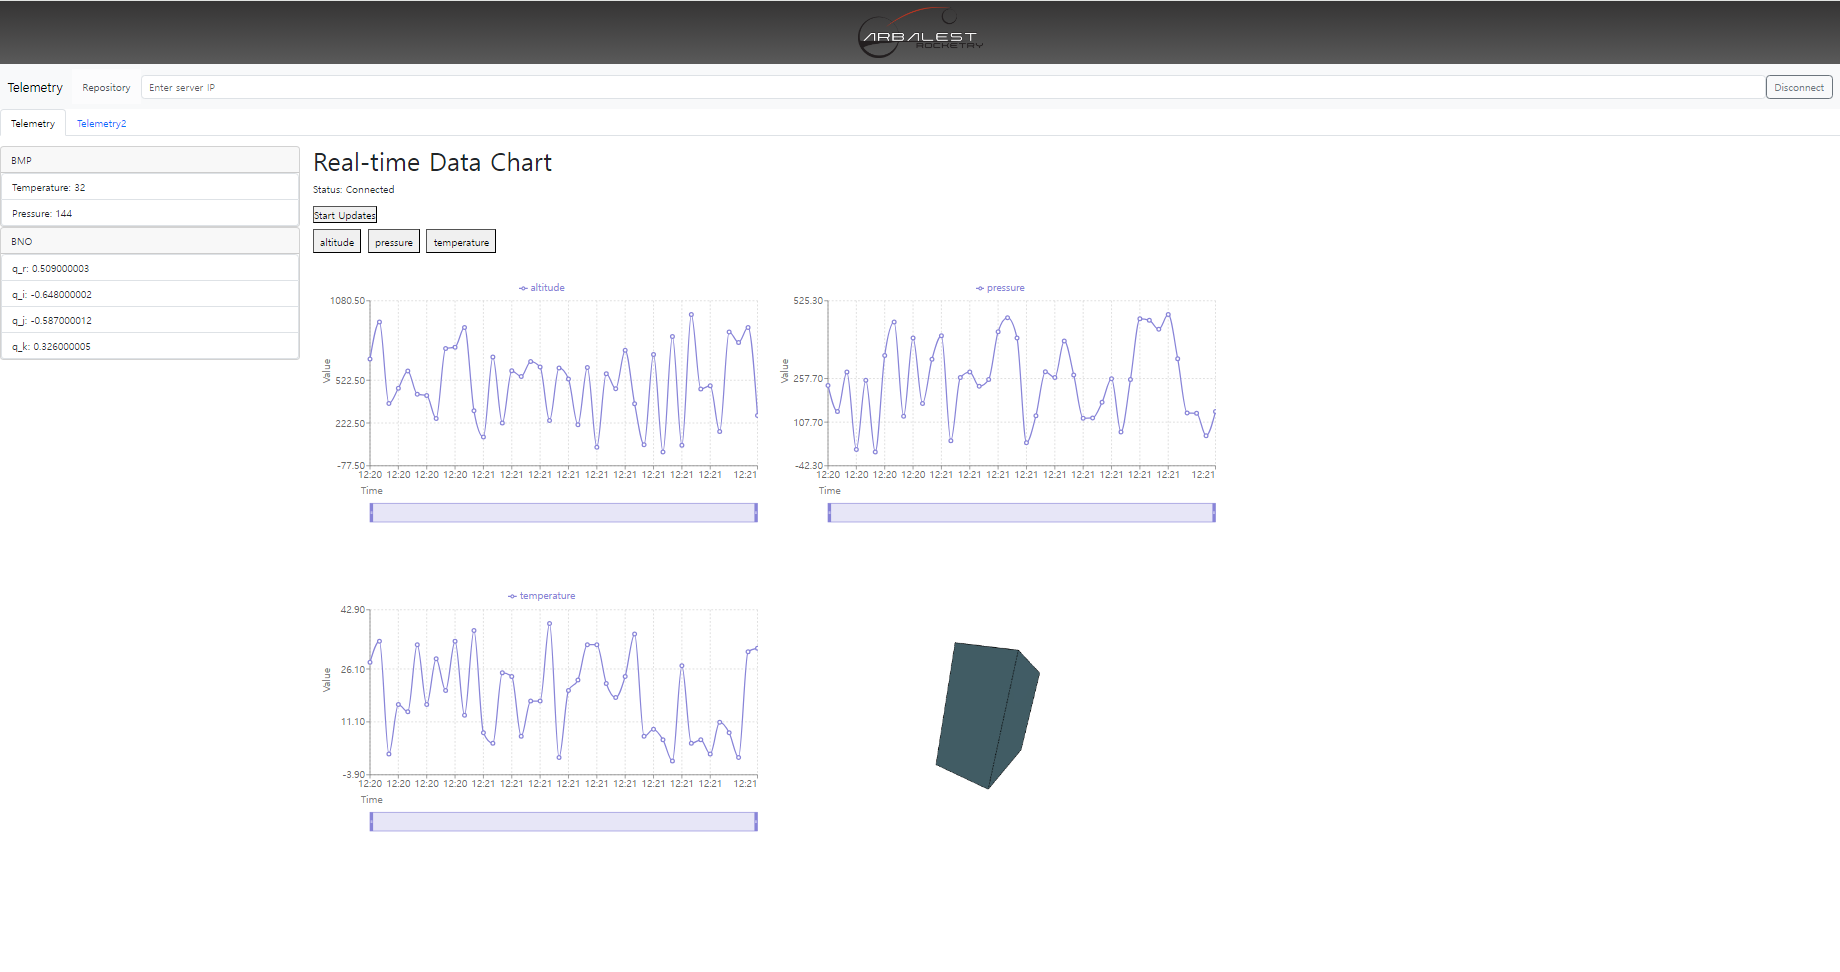 ARBALEST
ROCKETRY
Telemetry
Repository
Enter server IP
Disconnect
Telemetry
Telemetry2
BMP
Temperature: 32
Pressure: 144
BNO
q_r: 0.509000003
q_i: -0.648000002
q_j: -0.587000012
q_k: 0.326000005
Real-time Data Chart
Status: Connected
Start Updates
altitude
pressure
temperature
altitude
1080.50
522.50
222.50
-77.50
Value
12:20 12:20 12:20 12:20 12:21 12:21 12:21 12:21 12:21 12:21 12:21 12:21 12:21 12:21
Time
pressure
525.30
257.70
107.70
-42.30
Value
12:20 12:20 12:20 12:20 12:21 12:21 12:21 12:21 12:21 12:21 12:21 12:21 12:21 12:21
Time
temperature
42.90
26.10
11.10
-3.90
Value
12:20 12:20 12:20 12:20 12:21 12:21 12:21 12:21 12:21 12:21 12:21 12:21 12:21 12:21
Time